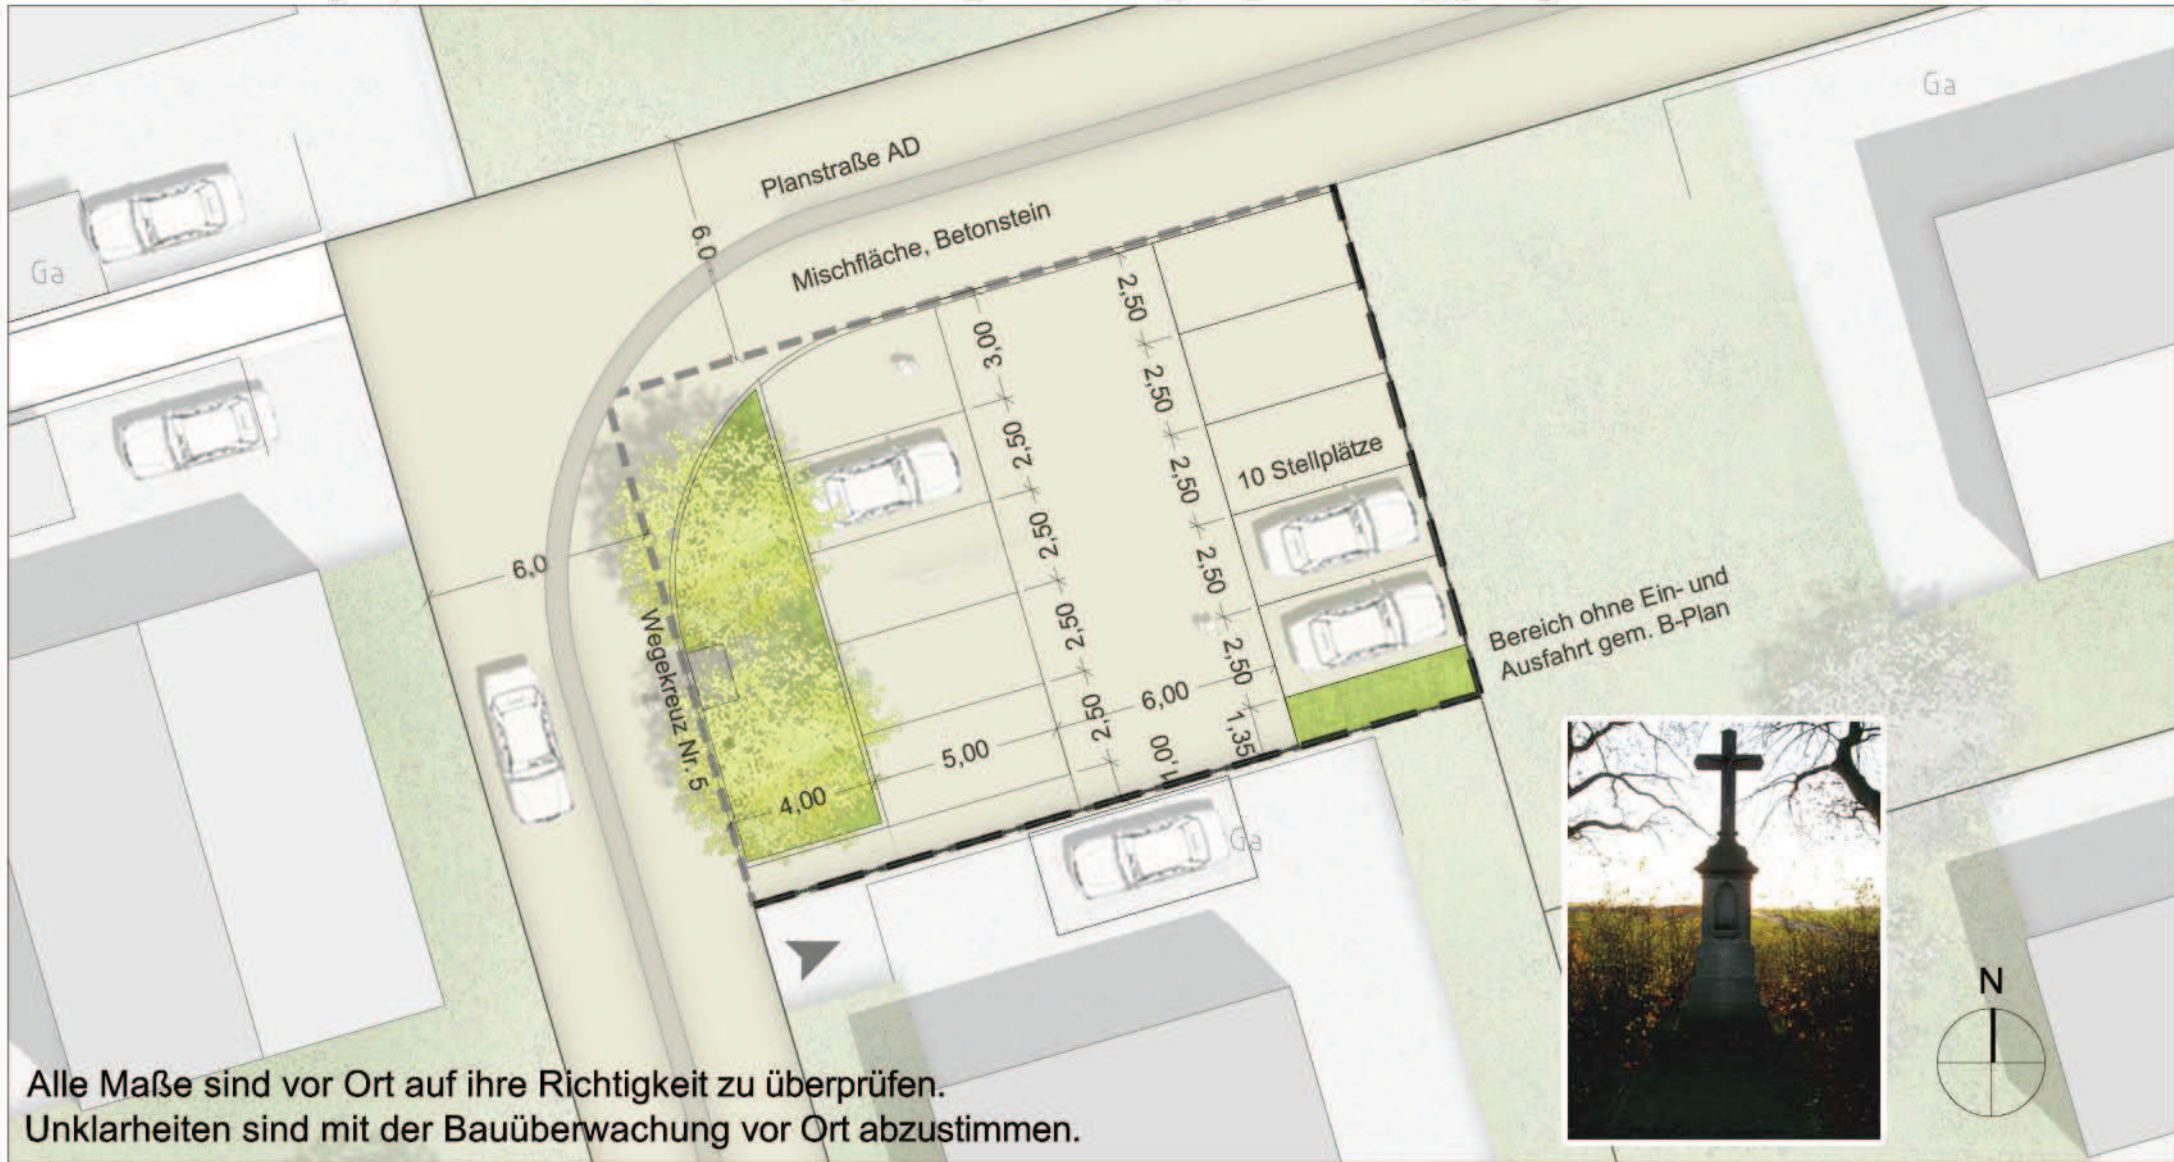 Ga
Planstraße AD
6.0
Mischfläche, Betonstein
Ga
3,00
2,50
2,50
2,50
2,50
2,50
2,50
2,50
2,50
2,50
1,35
1,00
10 Stellplätze
6,0
Wegekreuz Nr. 5
4,00
5,00
6,00
Bereich ohne Ein- und
Ausfahrt gem. B-Plan
Ga
N
Alle Maße sind vor Ort auf ihre Richtigkeit zu überprüfen.
Unklarheiten sind mit der Bauüberwachung vor Ort abzustimmen.